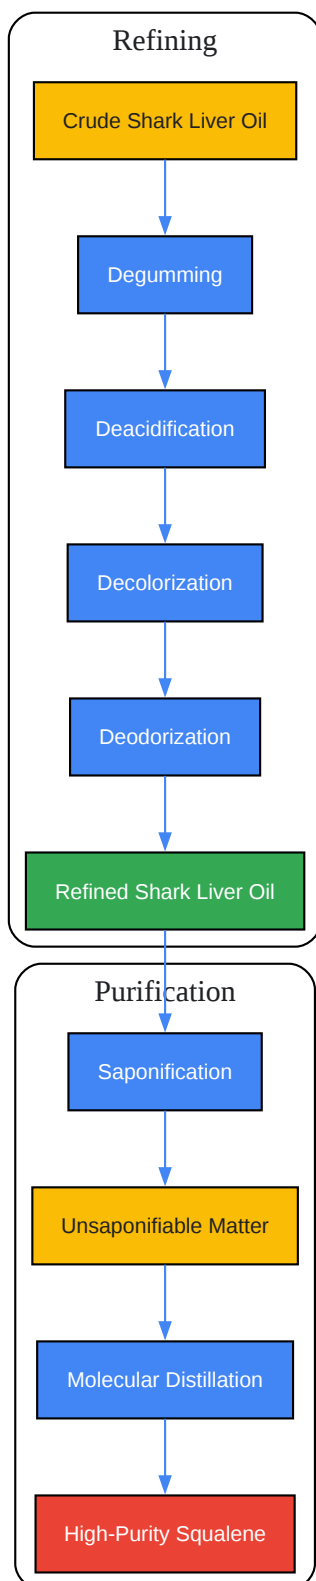 Refining
Crude Shark Liver Oil
Degumming
Deacidification
Decolorization
Deodorization
Refined Shark Liver Oil
Purification
Saponification
Unsaponifiable Matter
Molecular Distillation
High-Purity Squalene